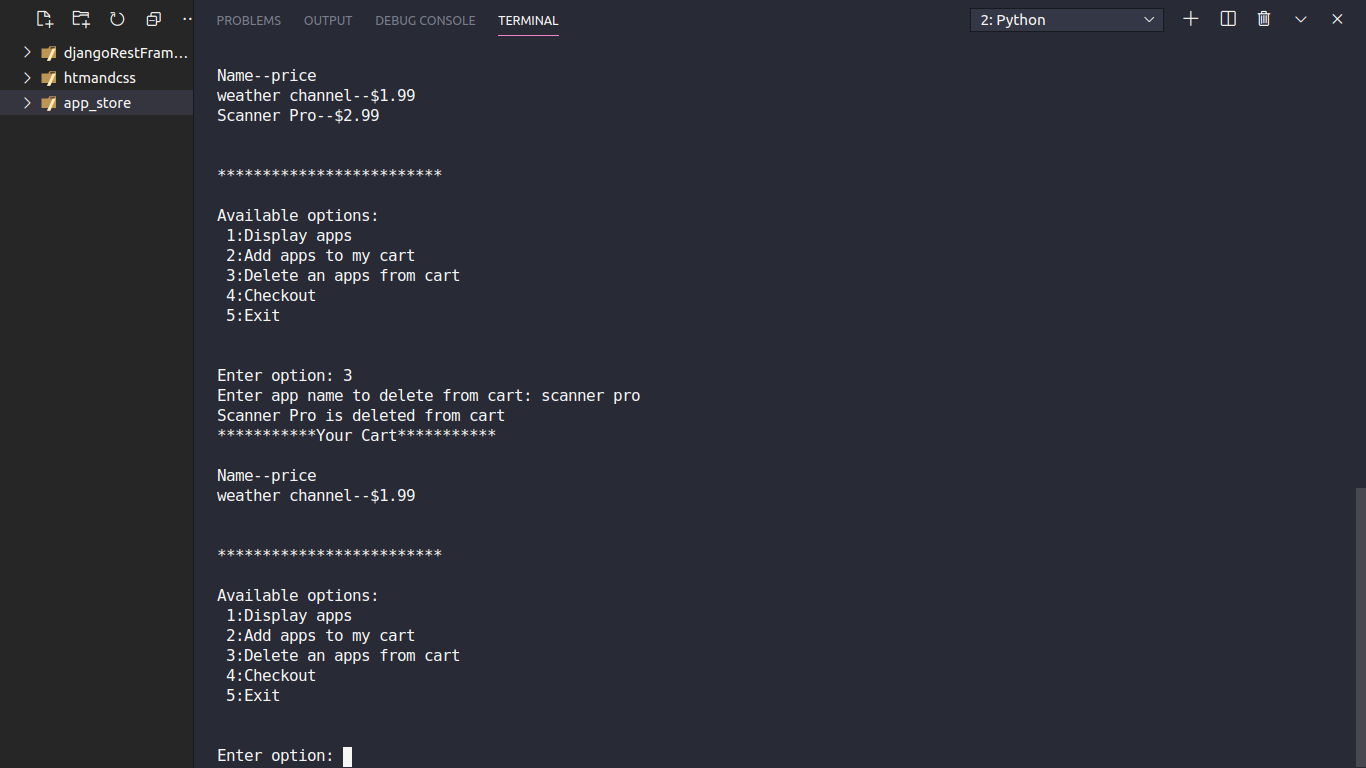 PROBLEMS OUTPUT DEBUG CONSOLE TERMINAL 2: Python
djangoRestFram...
htmandcss
app_store
Name--price
weather channel--$1.99
Scanner Pro--$2.99
*************************
Available options:
1:Display apps
2:Add apps to my cart
3:Delete an apps from cart
4:Checkout
5:Exit
Enter option: 3
Enter app name to delete from cart: scanner pro
Scanner Pro is deleted from cart
***********Your Cart***********
Name--price
weather channel--$1.99
*************************
Available options:
1:Display apps
2:Add apps to my cart
3:Delete an apps from cart
4:Checkout
5:Exit
Enter option: